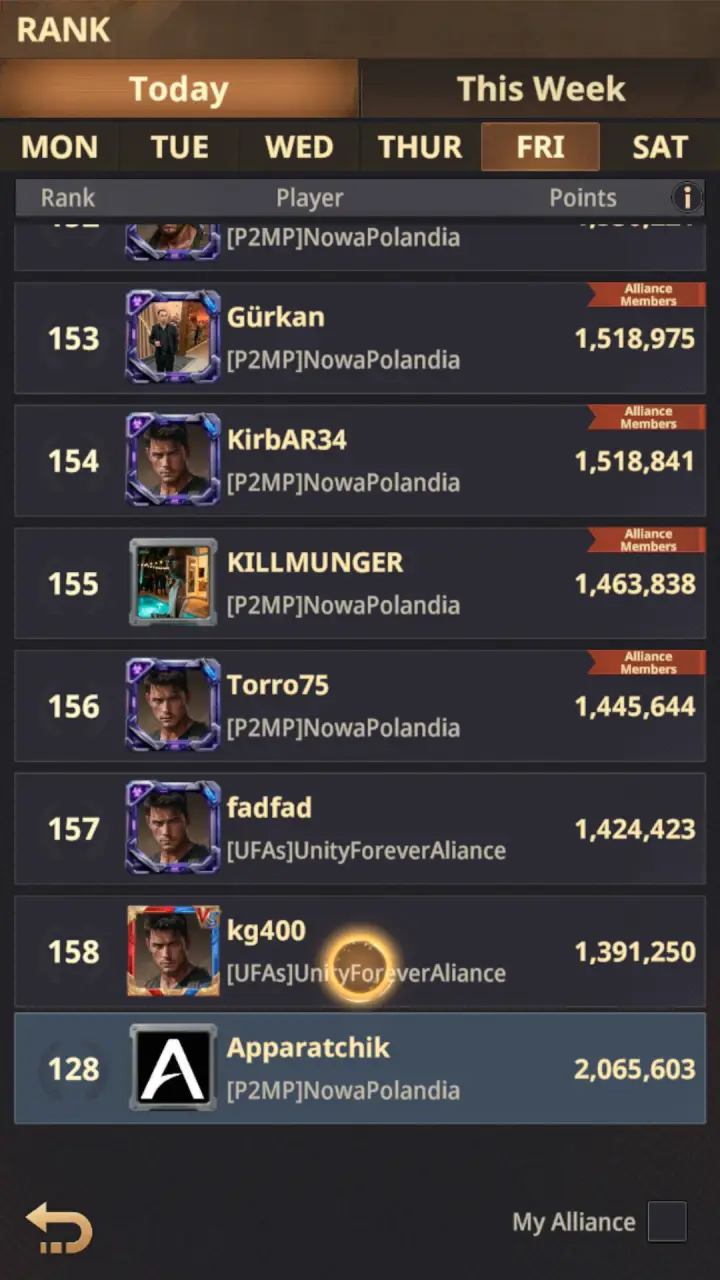 RANK
Today
This Week
MON
TUE
WED
THUR
FRI
SAT
Rank
Player
Points
[P2MP]NowaPolandia
Alliance
Members
153
Gürkan
[P2MP]NowaPolandia
1,518,975
Alliance
Members
154
KirbAR34
[P2MP]NowaPolandia
1,518,841
Alliance
Members
155
KILLMUNGER
[P2MP]NowaPolandia
1,463,838
Alliance
Members
156
Torro75
[P2MP]NowaPolandia
1,445,644
157
fadfad
[UFAs]UnityForeverAliance
1,424,423
158
kg400
[UFAs]UnityForeverAliance
1,391,250
128
Apparatchik
[P2MP]NowaPolandia
2,065,603
My Alliance